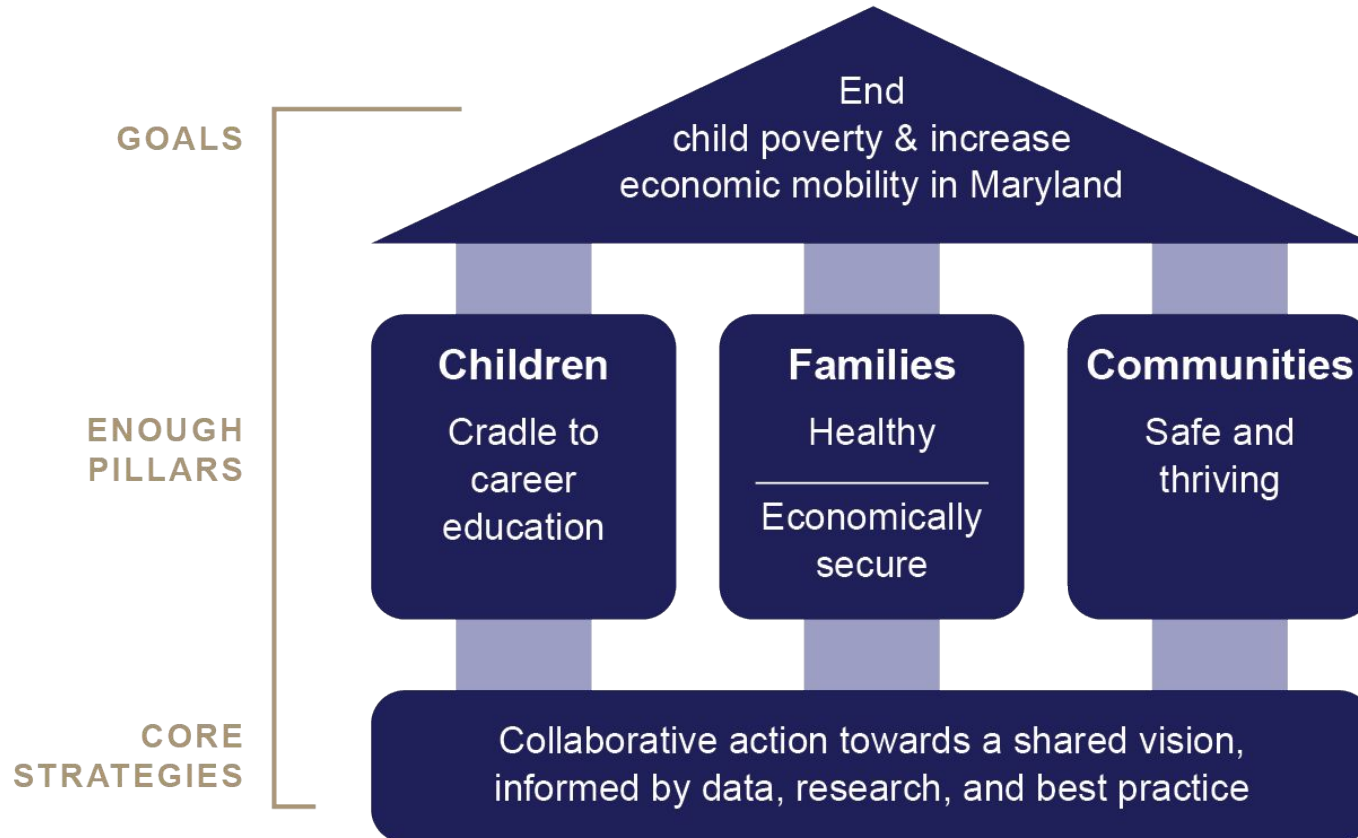 GOALS
End
child poverty & increase
economic mobility in Maryland
ENOUGH
PILLARS
Children
Cradle to
career
education
Families
Healthy
Economically
secure
Communities
Safe and
thriving
CORE
STRATEGIES
Collaborative action towards a shared vision,
informed by data, research, and best practice